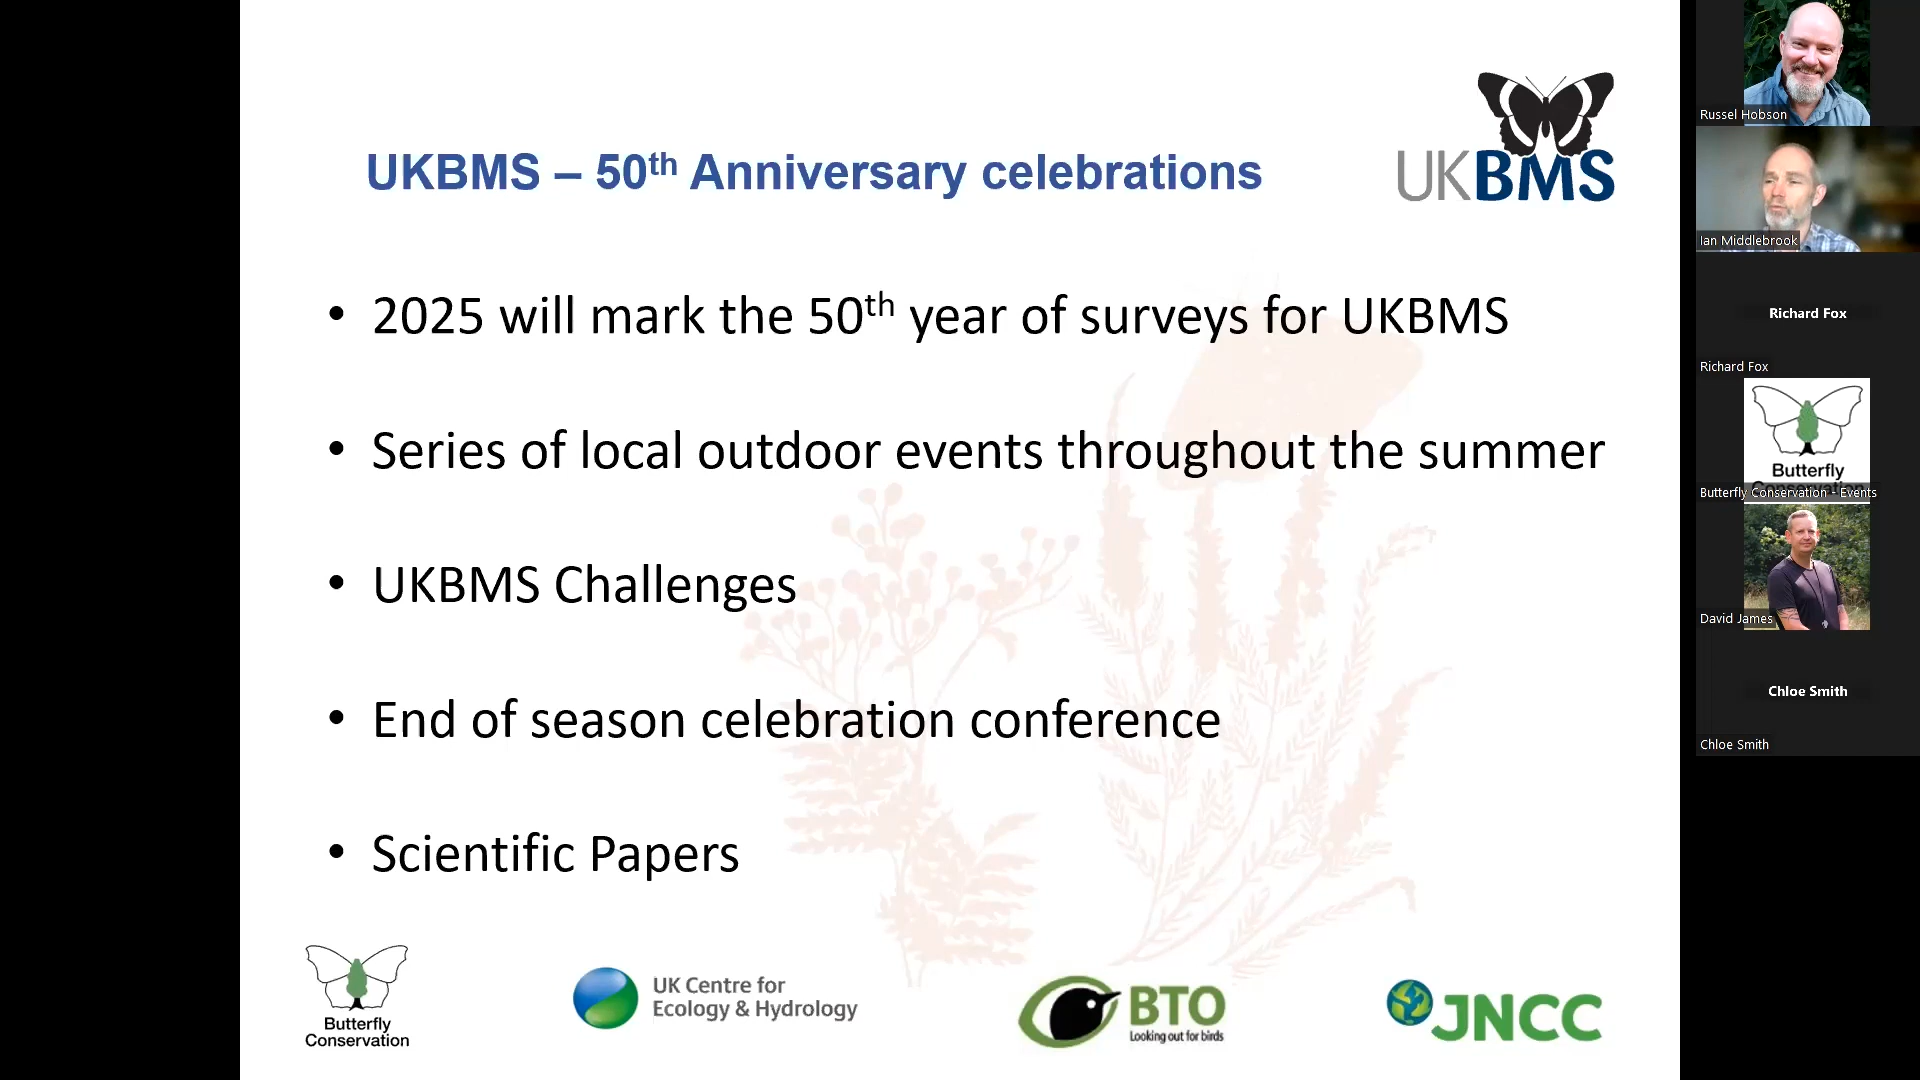 UKBMS – 50th Anniversary celebrations
UKBMS
• 2025 will mark the 50th year of surveys for UKBMS
• Series of local outdoor events throughout the summer
• UKBMS Challenges
• End of season celebration conference
• Scientific Papers
Butterfly
Conservation
UK Centre for
Ecology & Hydrology
BTO
Looking out for birds
JNCC
Russel Hobson
Ian Middlebrook
Richard Fox
Richard Fox
Butterfly
Conservation
Butterfly Conservation - Events
David James
Chloe Smith
Chloe Smith